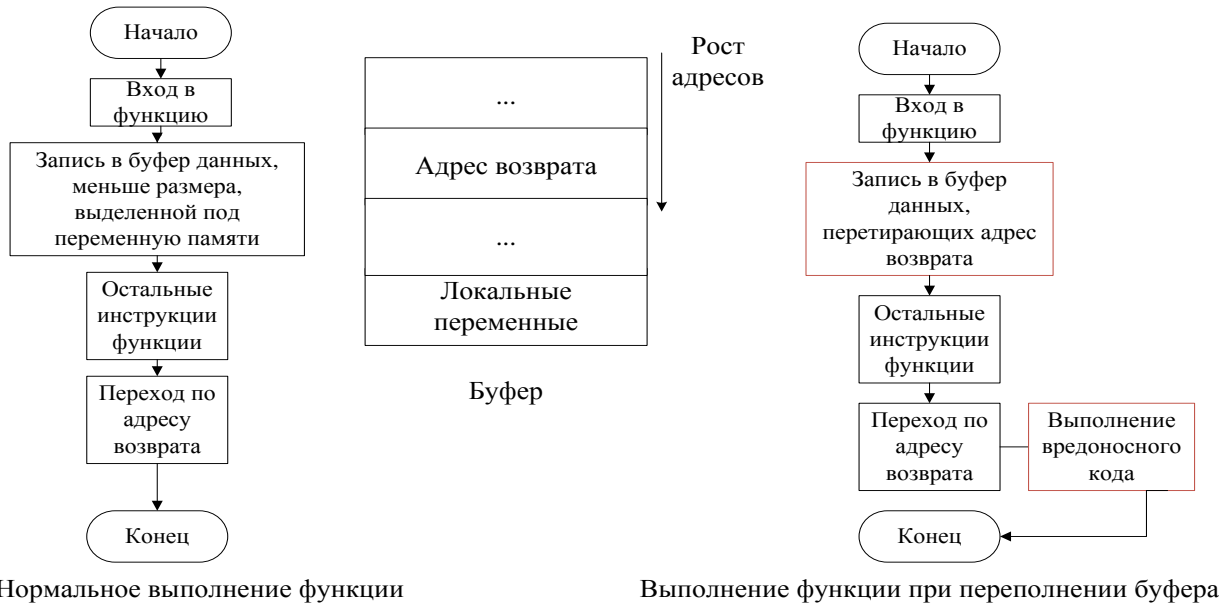 Начало
Вход в
функцию
Запись в буфер данных,
меньше размера,
выделенной под
переменную памяти
Остальные
инструкции
функции
Переход по
адресу
возврата
Конец
Нормальное выполнение функции
...
Адрес возврата
...
Локальные
переменные
Буфер
Рост
адресов
Начало
Вход в
функцию
Запись в буфер
данных,
перетирающих адрес
возврата
Остальные
инструкции
функции
Переход по
адресу
возврата
Выполнение
вредоносного
кода
Конец
Выполнение функции при переполнении буфера